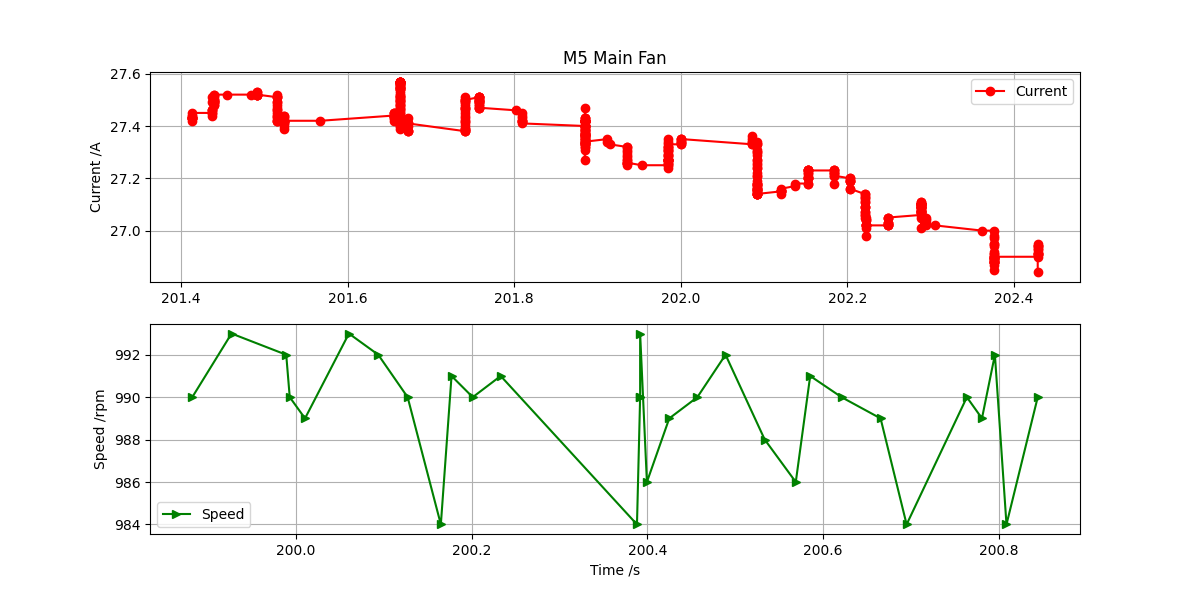 M5 Main Fan
27.6
27.4
27.2
27.0
Current /A
Current
201.4 201.6 201.8 202.0 202.2 202.4
992
990
988
986
984
Speed /rpm
Speed
200.0 200.2 200.4 200.6 200.8
Time /s